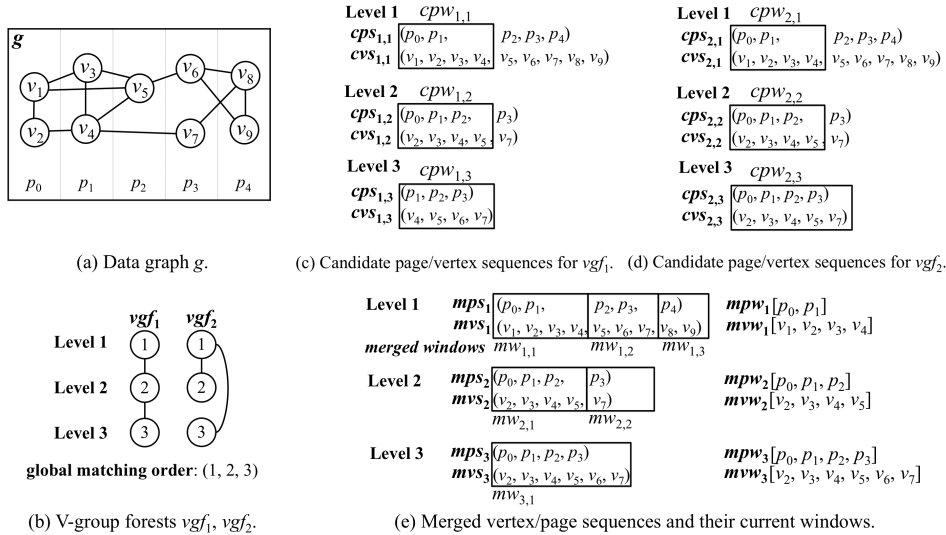 g
v3
v6
v8
v1
v5
v2
v4
v7
v9
p0 p1 p2 p3 p4
(a) Data graph g.
Level 1 cpw1,1
cps1,1 (p0, p1, p2, p3, p4)
cvs1,1 (v1, v2, v3, v4, v5, v6, v7, v8, v9)
Level 2 cpw1,2
cps1,2 (p0, p1, p2, p3)
cvs1,2 (v2, v3, v4, v5, v7)
Level 3 cpw1,3
cps1,3 (p1, p2, p3)
cvs1,3 (v4, v5, v6, v7)
(c) Candidate page/vertex sequences for vgf1.
Level 1 cpw2,1
cps2,1 (p0, p1, p2, p3, p4)
cvs2,1 (v1, v2, v3, v4, v5, v6, v7, v8, v9)
Level 2 cpw2,2
cps2,2 (p0, p1, p2, p3)
cvs2,2 (v2, v3, v4, v5, v7)
Level 3 cpw2,3
cps2,3 (p0, p1, p2, p3)
cvs2,3 (v2, v3, v4, v5, v7)
(d) Candidate page/vertex sequences for vgf2.
vgf1 vgf2
Level 1 1 1
Level 2 2 2
Level 3 3 3
global matching order: (1, 2, 3)
(b) V-group forests vgf1, vgf2.
Level 1 mps1 (p0, p1, p2, p3, p4) mpw1[p0, p1]
mvs1 (v1, v2, v3, v4, v5, v6, v7, v8, v9) mvw1[v1, v2, v3, v4]
merged windows mw1,1 mw1,2 mw1,3
Level 2 mps2 (p0, p1, p2, p3) mpw2[p0, p1, p2]
mvs2 (v2, v3, v4, v5, v7) mvw2[v2, v3, v4, v5]
mw2,1 mw2,2
Level 3 mps3 (p0, p1, p2, p3) mpw3[p0, p1, p2, p3]
mvs3 (v2, v3, v4, v5, v6, v7) mvw3[v2, v3, v4, v5, v6, v7]
mw3,1
(e) Merged vertex/page sequences and their current windows.